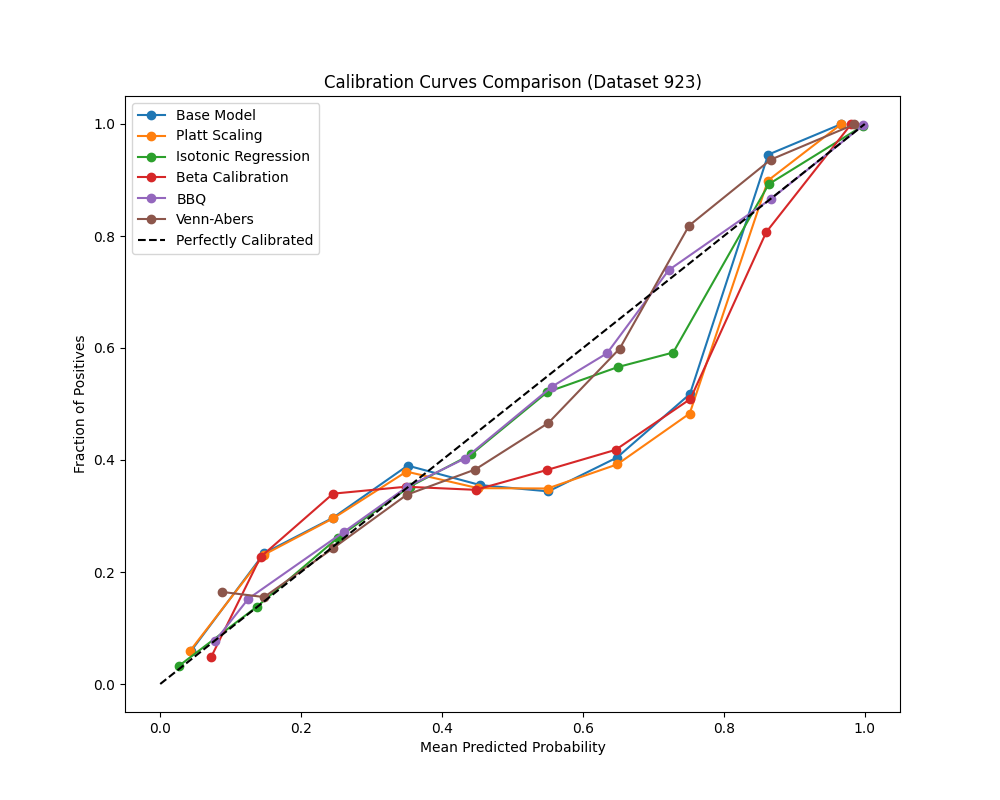 Calibration Curves Comparison (Dataset 923)
Base Model
Platt Scaling
Isotonic Regression
Beta Calibration
BBQ
Venn-Abers
Perfectly Calibrated
Fraction of Positives
1.0
0.8
0.6
0.4
0.2
0.0
0.0 0.2 0.4 0.6 0.8 1.0
Mean Predicted Probability